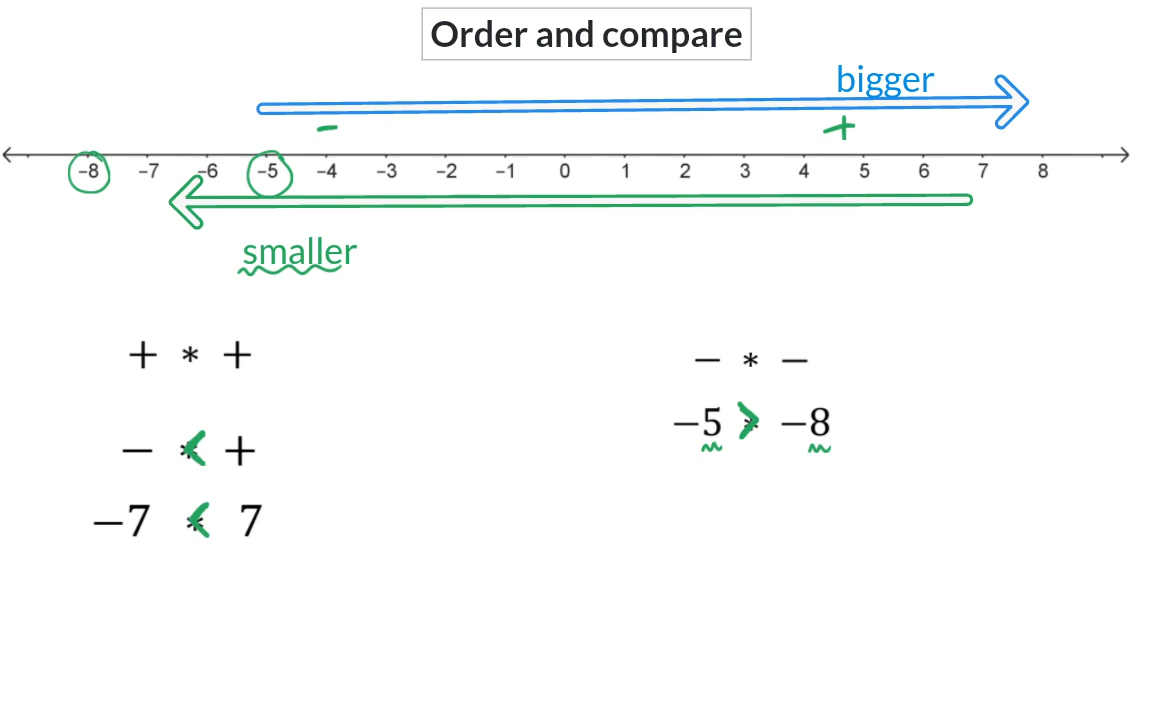 Order and compare
bigger
− +
−8 −7 −6 −5 −4 −3 −2 −1 0 1 2 3 4 5 6 7 8
smaller
+ * +
− * −
−5 > −8
− < +
−7 < 7